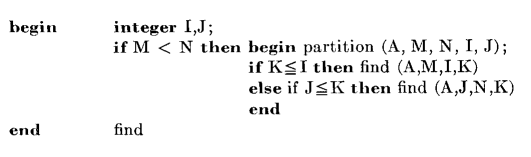 begin integer I,J;
if M < N then begin partition (A, M, N, I, J);
if K≦I then find (A,M,I,K)
else if J≦K then find (A,J,N,K)
end
end find